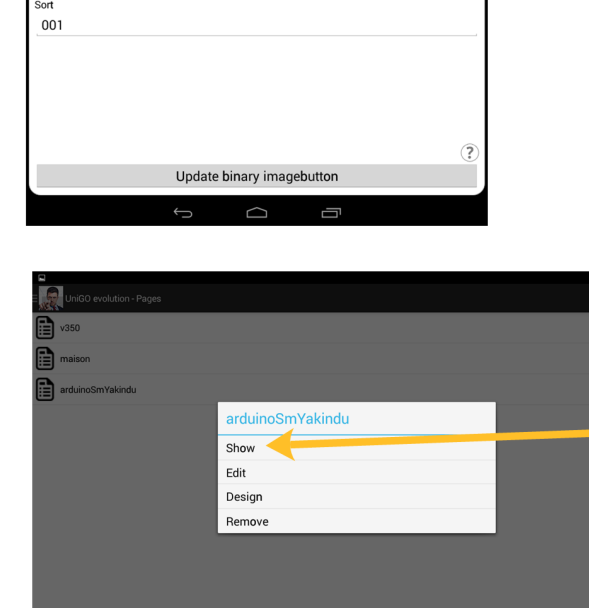 Sort
001
?
Update binary imagebutton
UniGO evolution - Pages
v350
maison
arduinoSmYakindu
arduinoSmYakindu
Show
Edit
Design
Remove